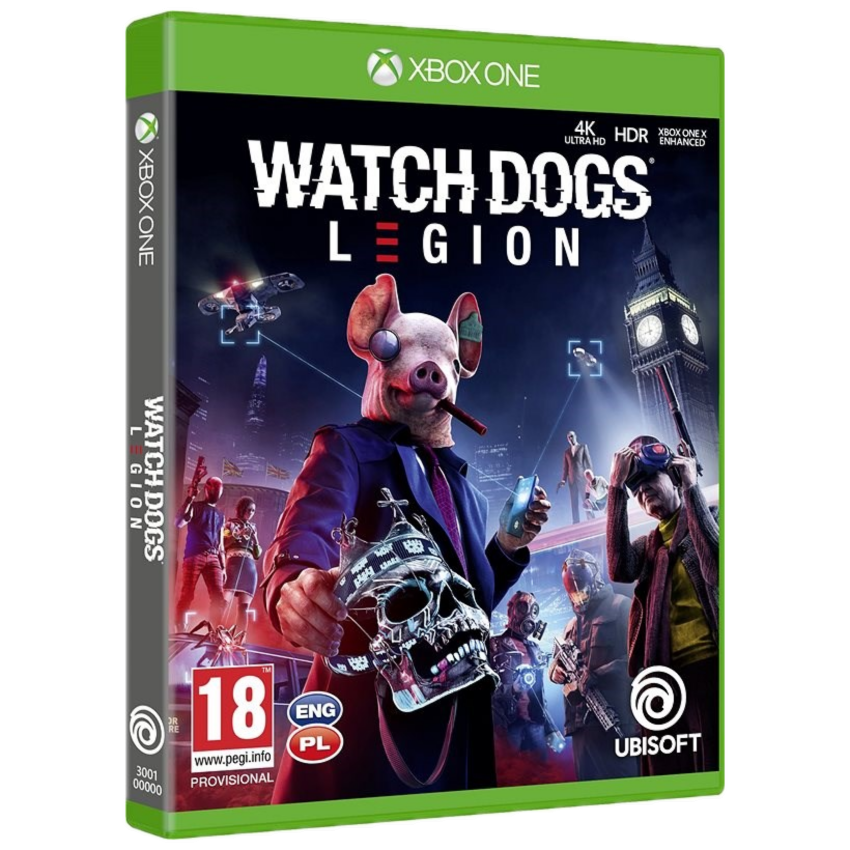 XBOX ONE
4K
ULTRA HD
HDR
XBOX ONE X
ENHANCED
WATCH DOGS®
LEGION
18™
www.pegi.info
PROVISIONAL
ENG
PL
UBISOFT
XBOX ONE
WATCH DOGS®
LEGION
3001
00000